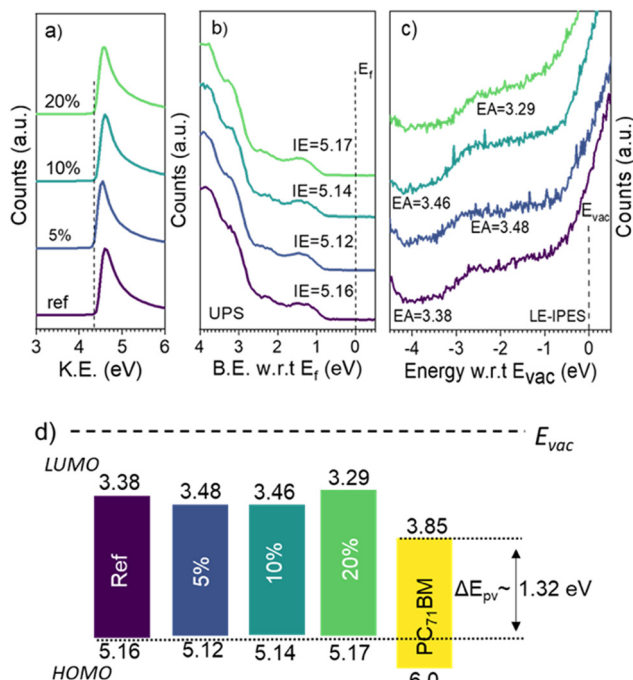 a)
20%
10%
5%
ref
Counts (a.u.)
3 4 5 6
K.E. (eV)
b)
E_f
IE=5.17
IE=5.14
IE=5.12
IE=5.16
UPS
Counts (a.u.)
4 3 2 1 0
B.E. w.r.t E_f (eV)
c)
EA=3.29
EA=3.46
EA=3.48
E_vac
EA=3.38
LE-IPES
Counts (a.u.)
-4 -3 -2 -1 0
Energy w.r.t E_vac (eV)
d)
E_vac
LUMO
3.38 3.48 3.46 3.29 3.85
Ref 5% 10% 20% PC₇₁BM
ΔE_pv~ 1.32 eV
5.16 5.12 5.14 5.17
HOMO
6.0